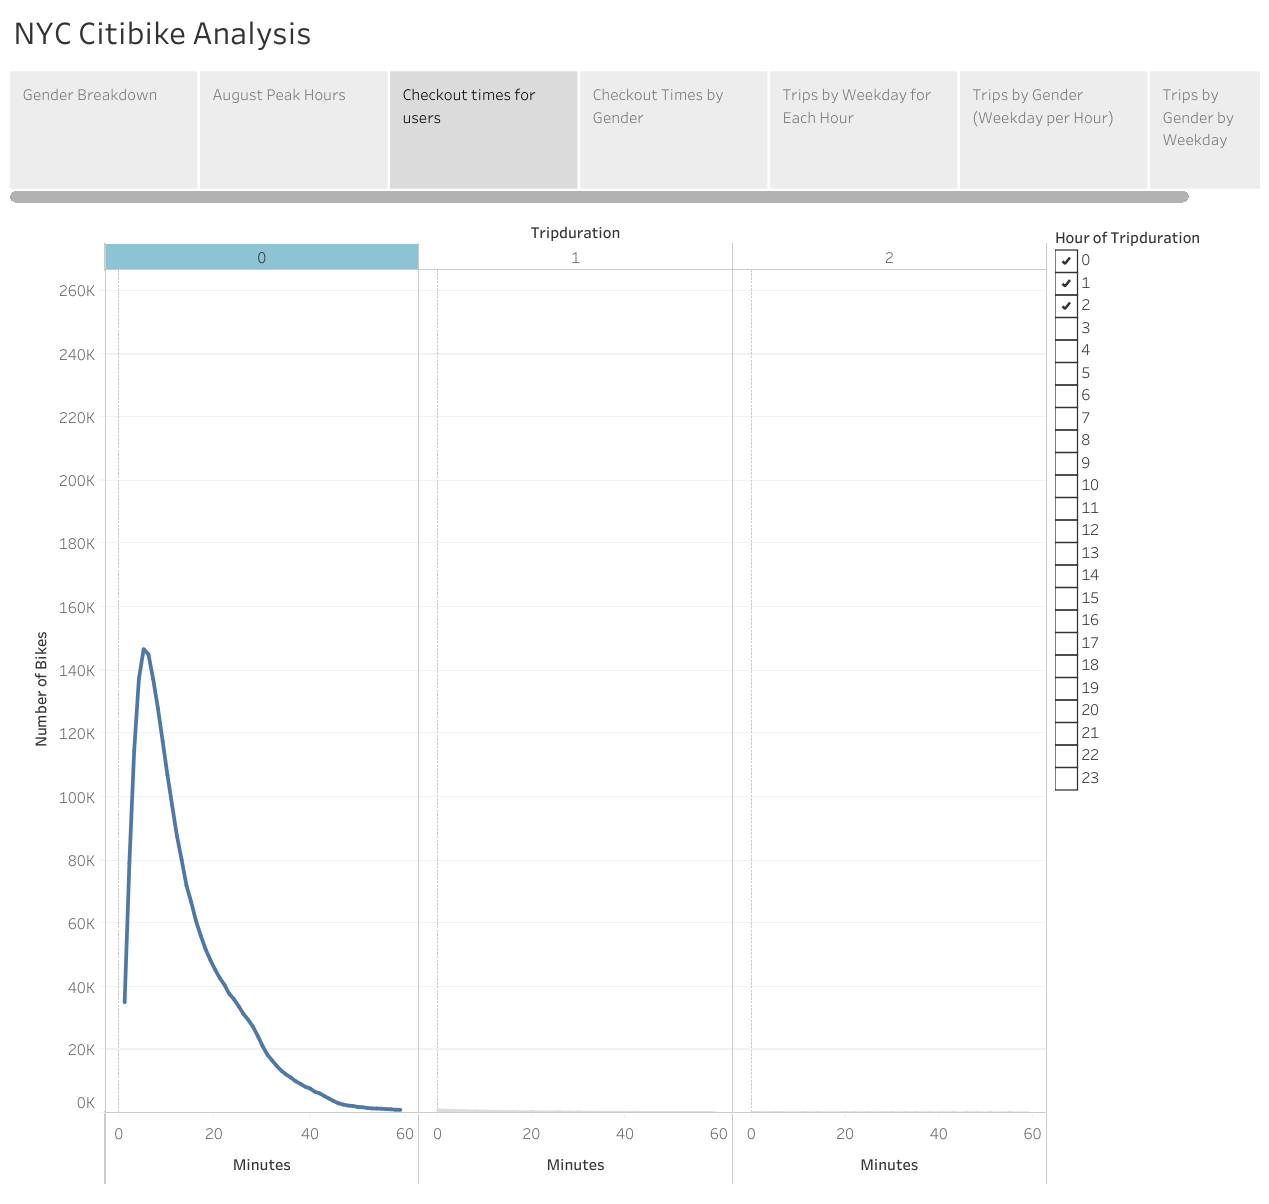 NYC Citibike Analysis
Gender Breakdown
August Peak Hours
Checkout times for
users
Checkout Times by
Gender
Trips by Weekday for
Each Hour
Trips by Gender
(Weekday per Hour)
Trips by
Gender by
Weekday
Tripduration
0 1 2
260K
240K
220K
200K
180K
160K
140K
120K
100K
80K
60K
40K
20K
0K
Number of Bikes
0 20 40 60 0 20 40 60 0 20 40 60
Minutes Minutes Minutes
Hour of Tripduration
0
1
2
3
4
5
6
7
8
9
10
11
12
13
14
15
16
17
18
19
20
21
22
23